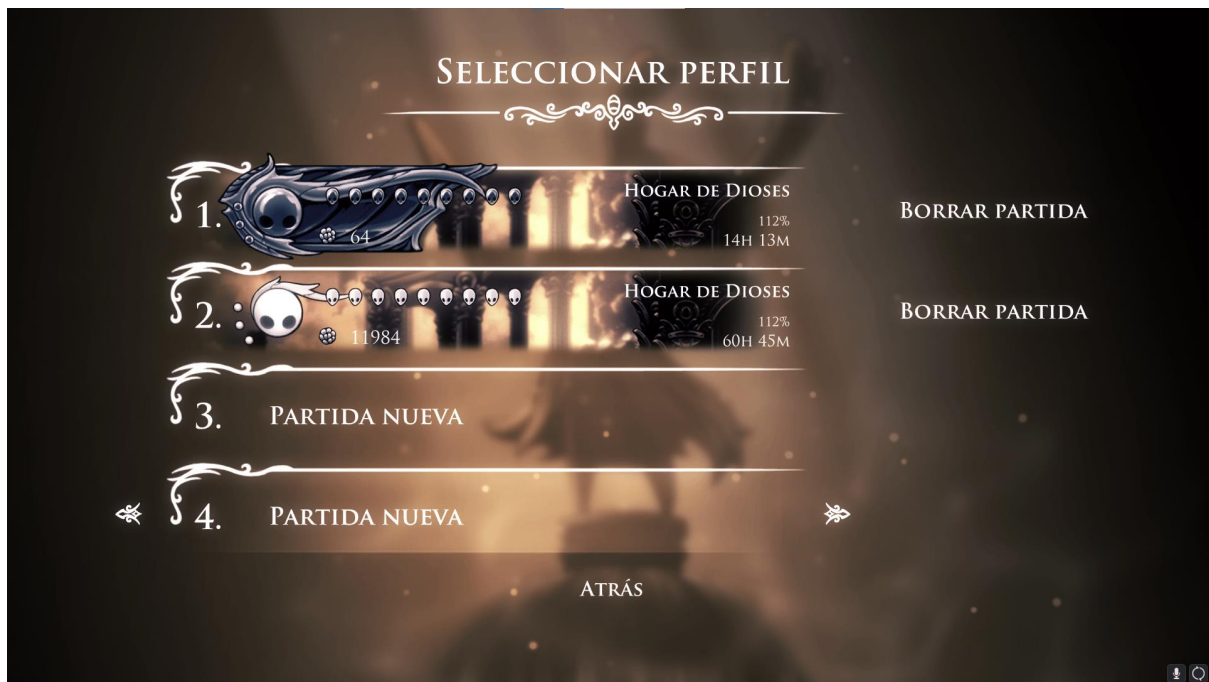 Seleccionar perfil
1.
64
Hogar de Dioses
112%
14H 13M
Borrar partida
2.
11984
Hogar de Dioses
112%
60H 45M
Borrar partida
3. Partida nueva
4. Partida nueva
Atrás